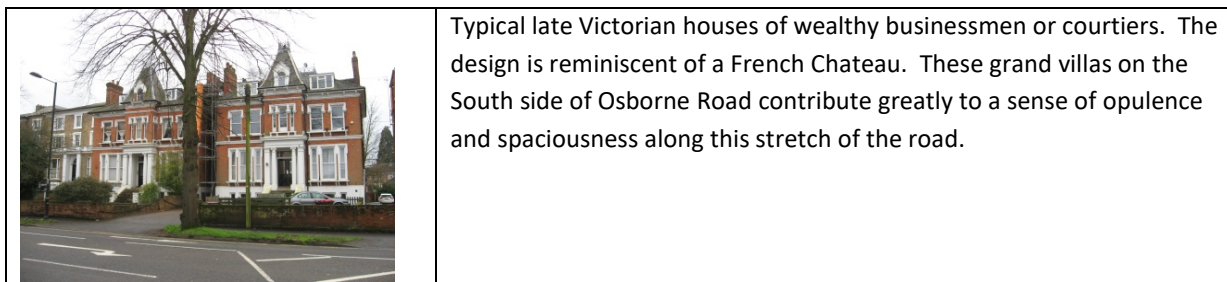 Typical late Victorian houses of wealthy businessmen or courtiers.  The
design is reminiscent of a French Chateau.  These grand villas on the
South side of Osborne Road contribute greatly to a sense of opulence
and spaciousness along this stretch of the road.